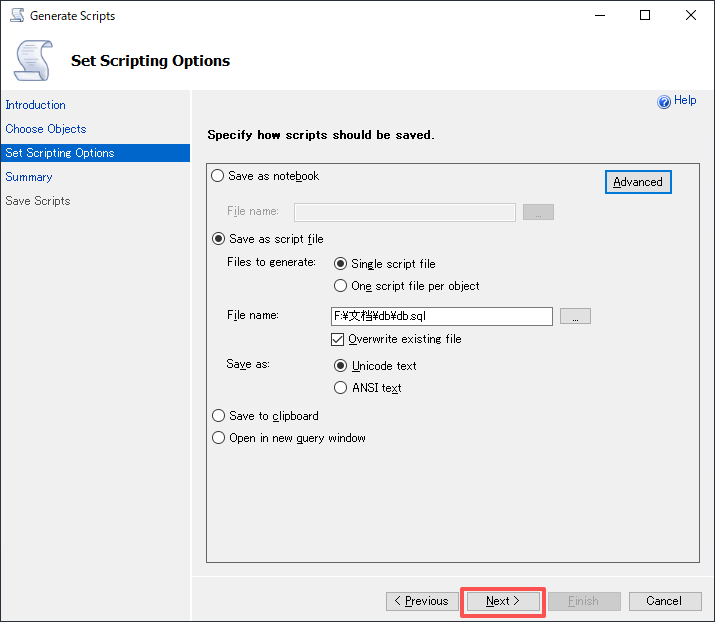 Generate Scripts
Set Scripting Options
Introduction
Choose Objects
Set Scripting Options
Summary
Save Scripts
Help
Specify how scripts should be saved.
Save as notebook
Advanced
File name:
...
Save as script file
Files to generate:
Single script file
One script file per object
File name:
F:¥文档¥db¥db.sql
...
Overwrite existing file
Save as:
Unicode text
ANSI text
Save to clipboard
Open in new query window
< Previous
Next >
Finish
Cancel